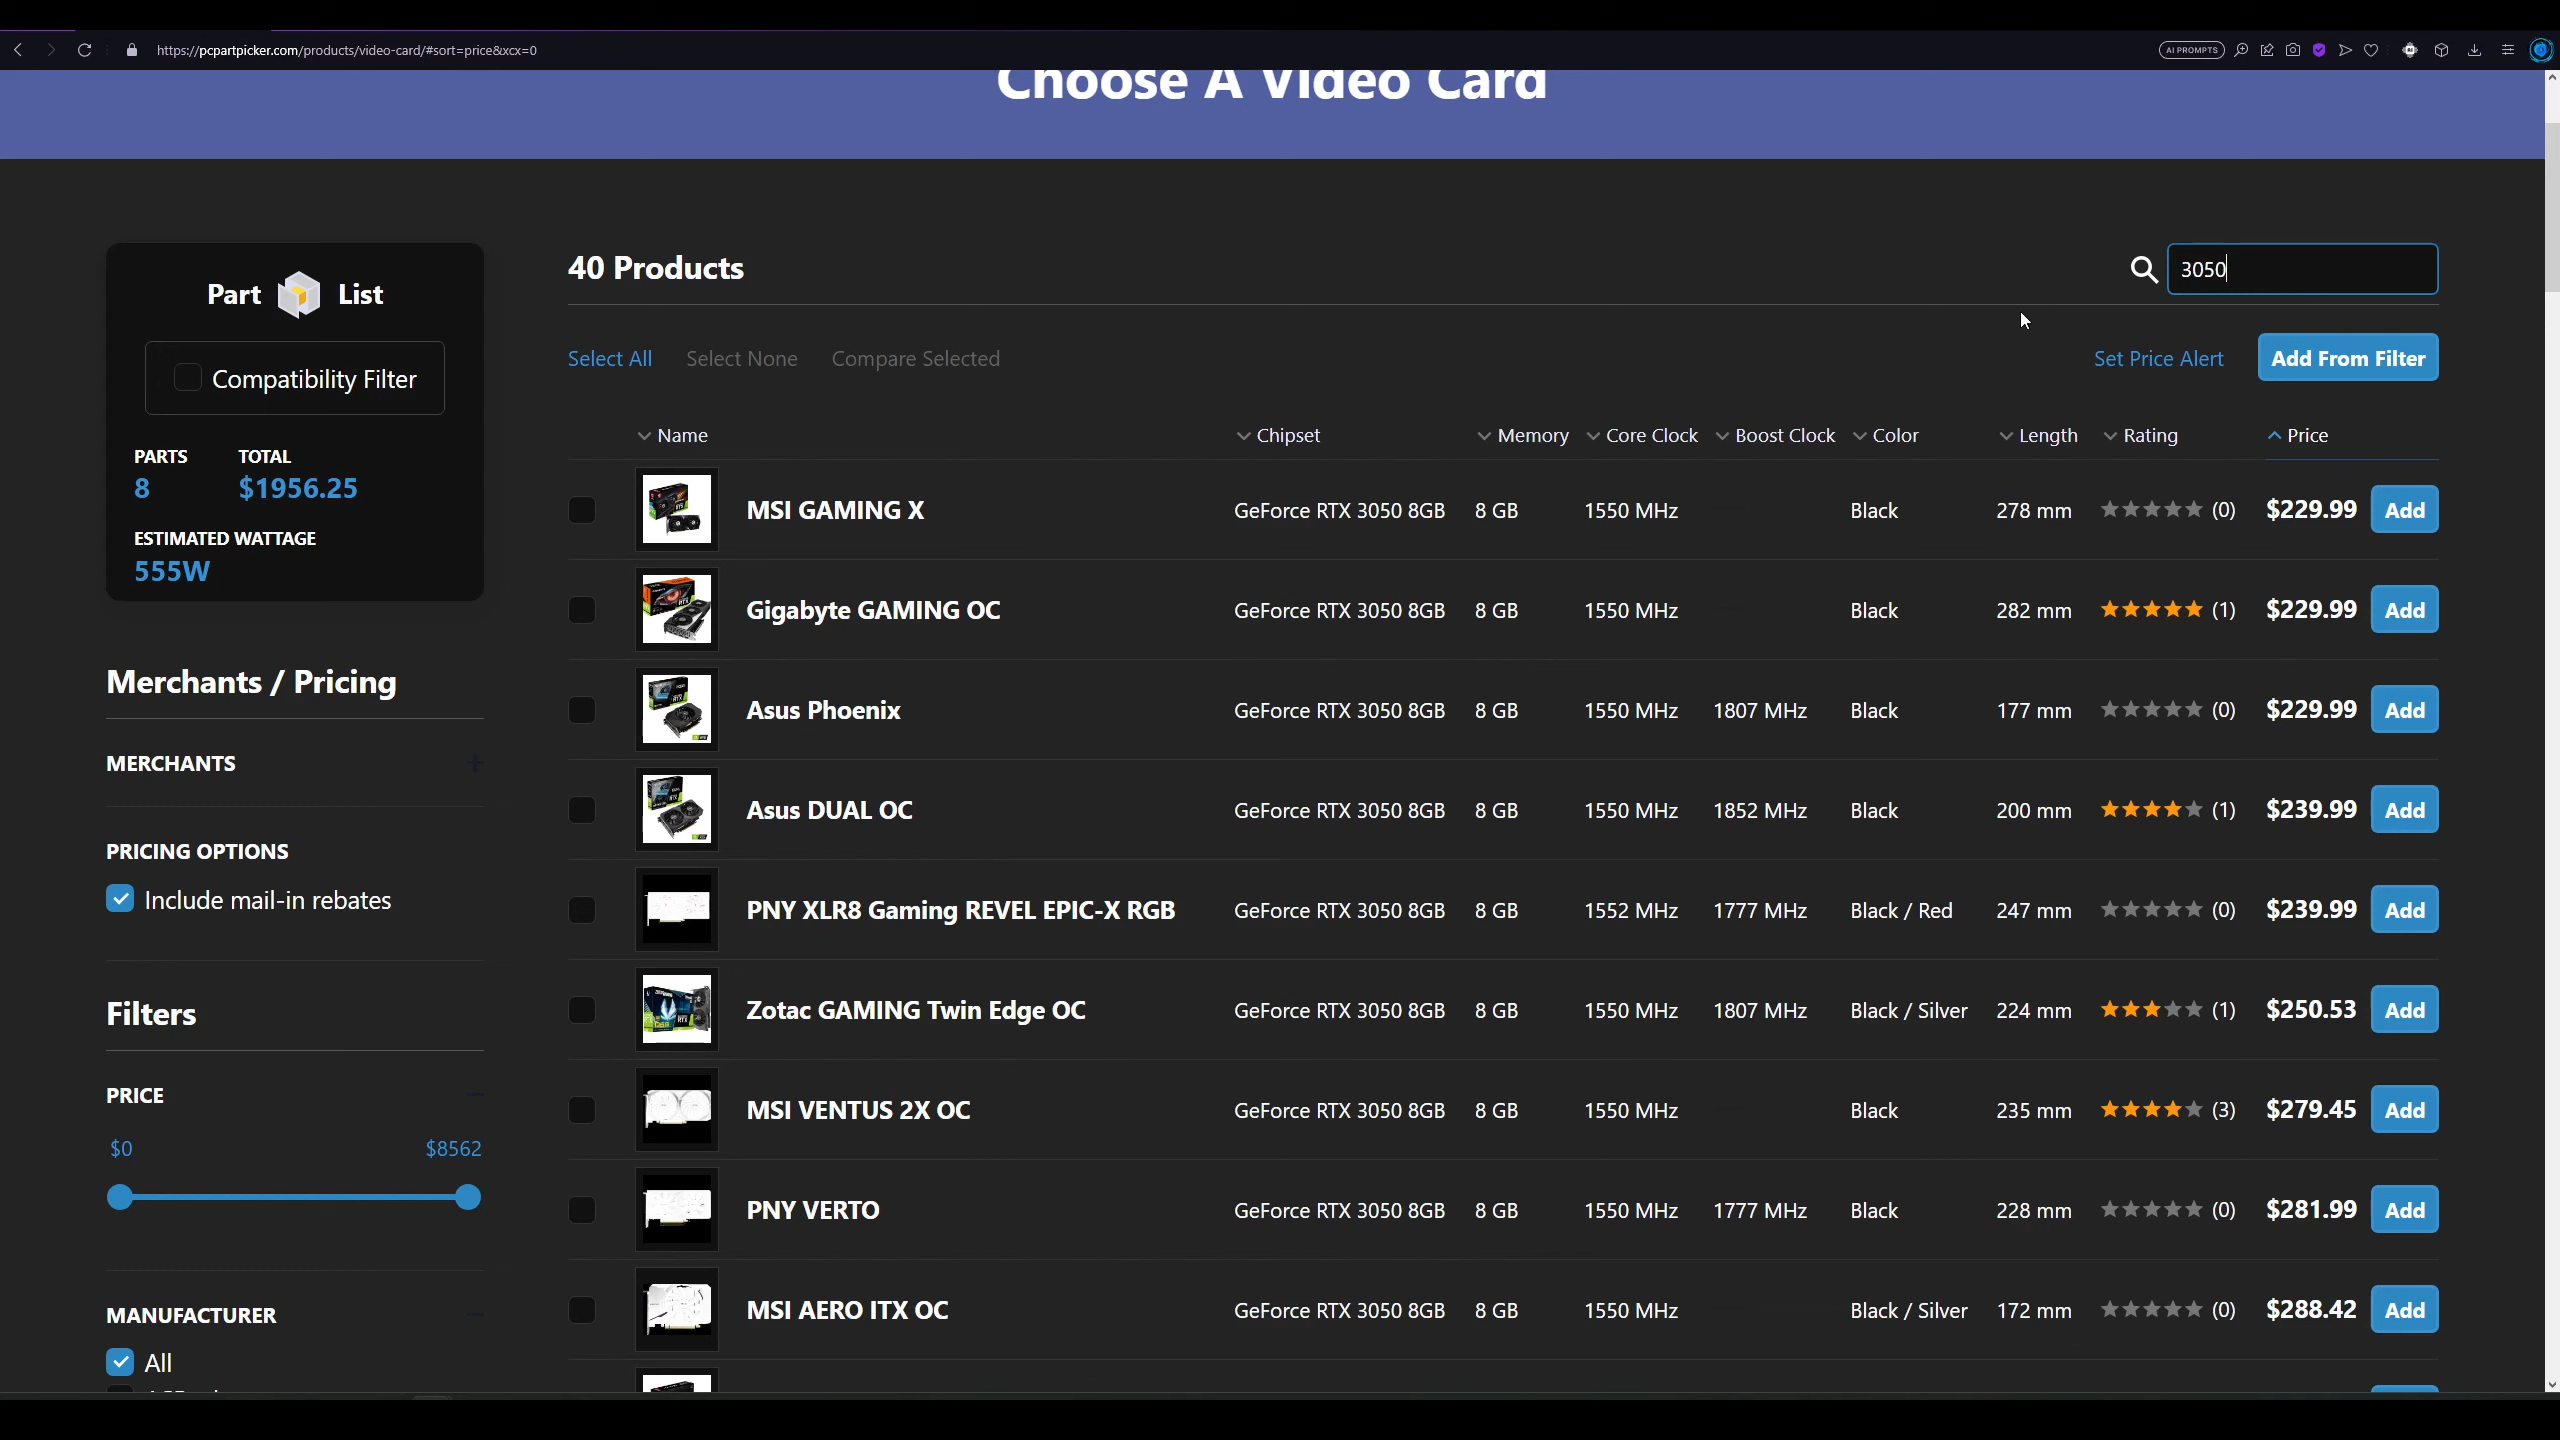 https://pcpartpicker.com/products/video-card/#sort=price&xcx=0
AI PROMPTS
Choose A Video Card
Part List
Compatibility Filter
PARTS TOTAL
8 $1956.25
ESTIMATED WATTAGE
555W
Merchants / Pricing
MERCHANTS +
PRICING OPTIONS
Include mail-in rebates
Filters
PRICE
$0 $8562
MANUFACTURER
All
40 Products
3050
Select All Select None Compare Selected Set Price Alert Add From Filter
Name Chipset Memory Core Clock Boost Clock Color Length Rating Price
MSI GAMING X GeForce RTX 3050 8GB 8 GB 1550 MHz Black 278 mm (0) $229.99 Add
Gigabyte GAMING OC GeForce RTX 3050 8GB 8 GB 1550 MHz Black 282 mm (1) $229.99 Add
Asus Phoenix GeForce RTX 3050 8GB 8 GB 1550 MHz 1807 MHz Black 177 mm (0) $229.99 Add
Asus DUAL OC GeForce RTX 3050 8GB 8 GB 1550 MHz 1852 MHz Black 200 mm (1) $239.99 Add
PNY XLR8 Gaming REVEL EPIC-X RGB GeForce RTX 3050 8GB 8 GB 1552 MHz 1777 MHz Black / Red 247 mm (0) $239.99 Add
Zotac GAMING Twin Edge OC GeForce RTX 3050 8GB 8 GB 1550 MHz 1807 MHz Black / Silver 224 mm (1) $250.53 Add
MSI VENTUS 2X OC GeForce RTX 3050 8GB 8 GB 1550 MHz Black 235 mm (3) $279.45 Add
PNY VERTO GeForce RTX 3050 8GB 8 GB 1550 MHz 1777 MHz Black 228 mm (0) $281.99 Add
MSI AERO ITX OC GeForce RTX 3050 8GB 8 GB 1550 MHz Black / Silver 172 mm (0) $288.42 Add